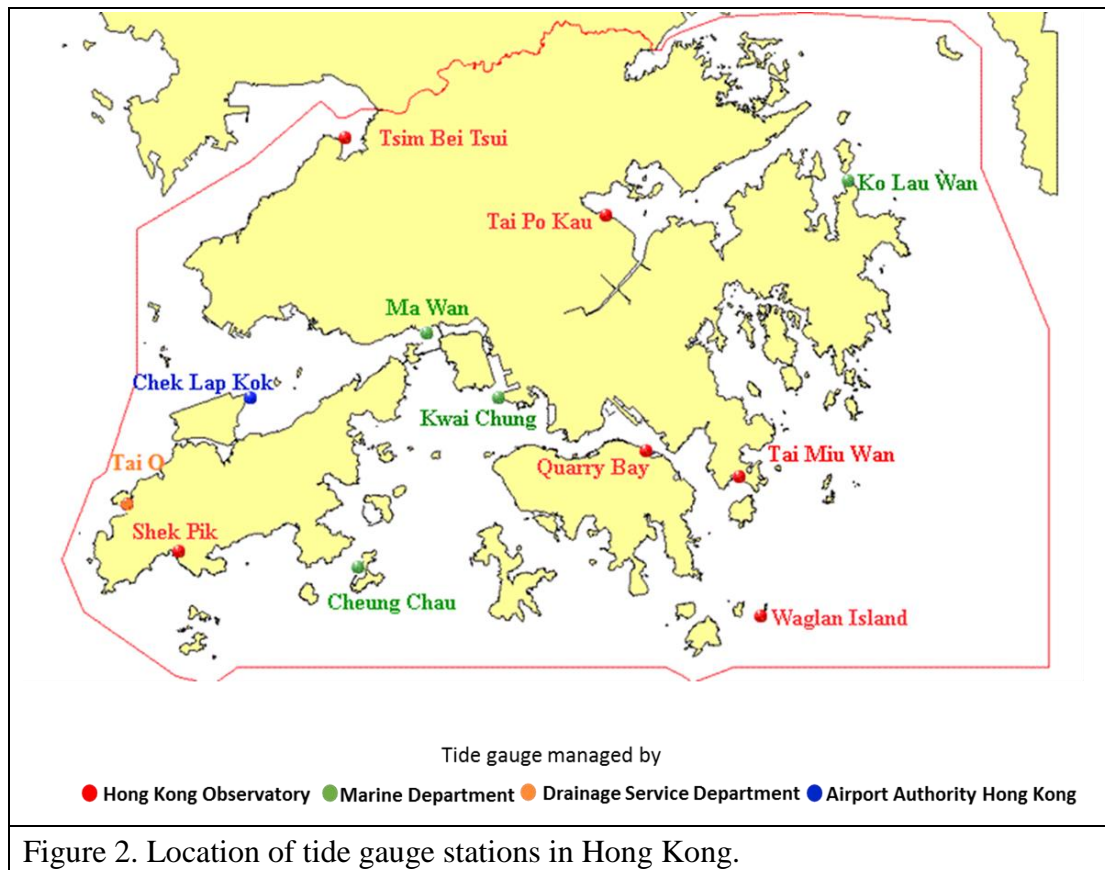 Tsim Bei Tsui
Ko Lau Wan
Tai Po Kau
Ma Wan
Chek Lap Kok
Kwai Chung
Tai O
Quarry Bay
Tai Miu Wan
Shek Pik
Cheung Chau
Waglan Island
Tide gauge managed by
Hong Kong Observatory Marine Department Drainage Service Department Airport Authority Hong Kong
Figure 2. Location of tide gauge stations in Hong Kong.